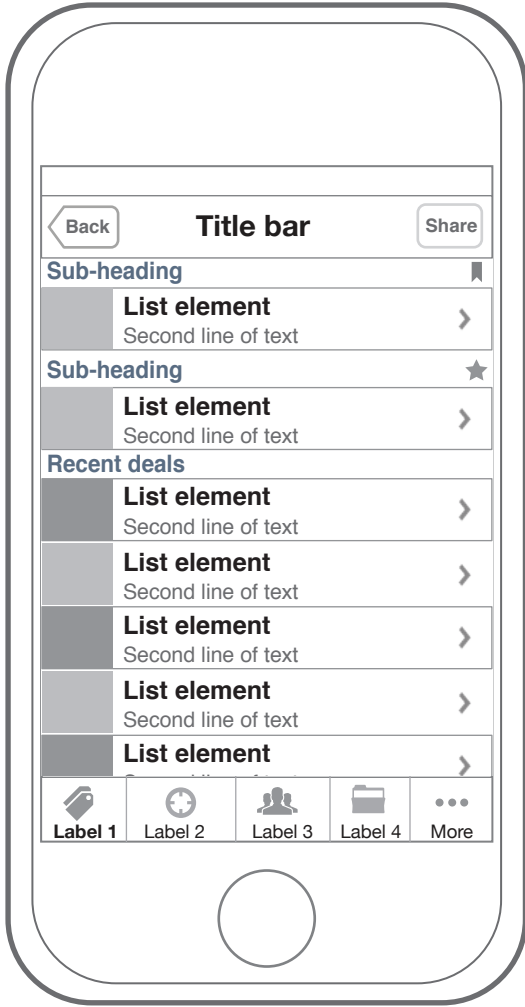 Back Title bar Share
Sub-heading
List element
Second line of text
Sub-heading
List element
Second line of text
Recent deals
List element
Second line of text
List element
Second line of text
List element
Second line of text
List element
Second line of text
List element
Label 1 Label 2 Label 3 Label 4 More